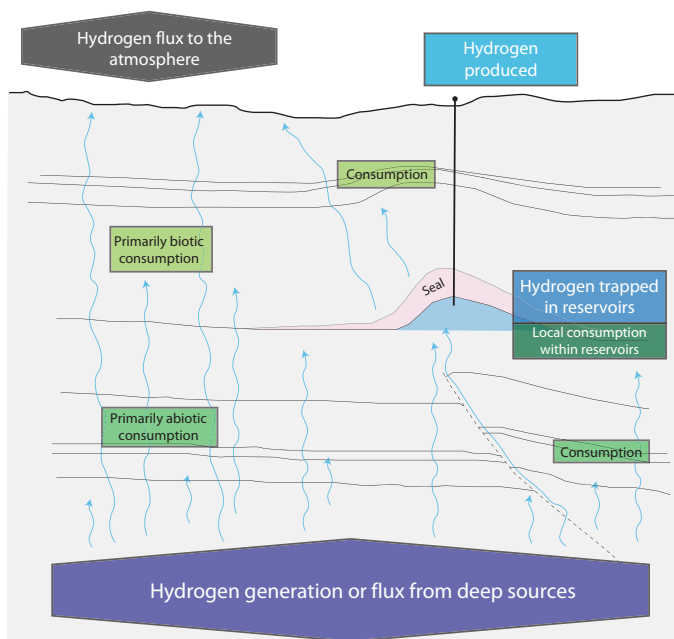 Hydrogen flux to the
atmosphere
Hydrogen
produced
Consumption
Primarily biotic
consumption
Seal
Hydrogen trapped
in reservoirs
Local consumption
within reservoirs
Primarily abiotic
consumption
Consumption
Hydrogen generation or flux from deep sources